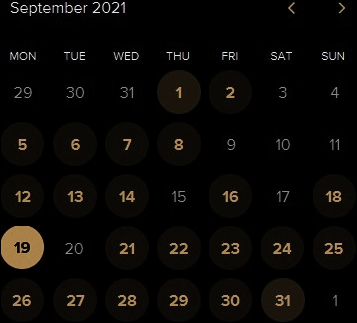 September 2021
MON TUE WED THU FRI SAT SUN
29 30 31 1 2 3 4
5 6 7 8 9 10 11
12 13 14 15 16 17 18
19 20 21 22 23 24 25
26 27 28 29 30 31 1